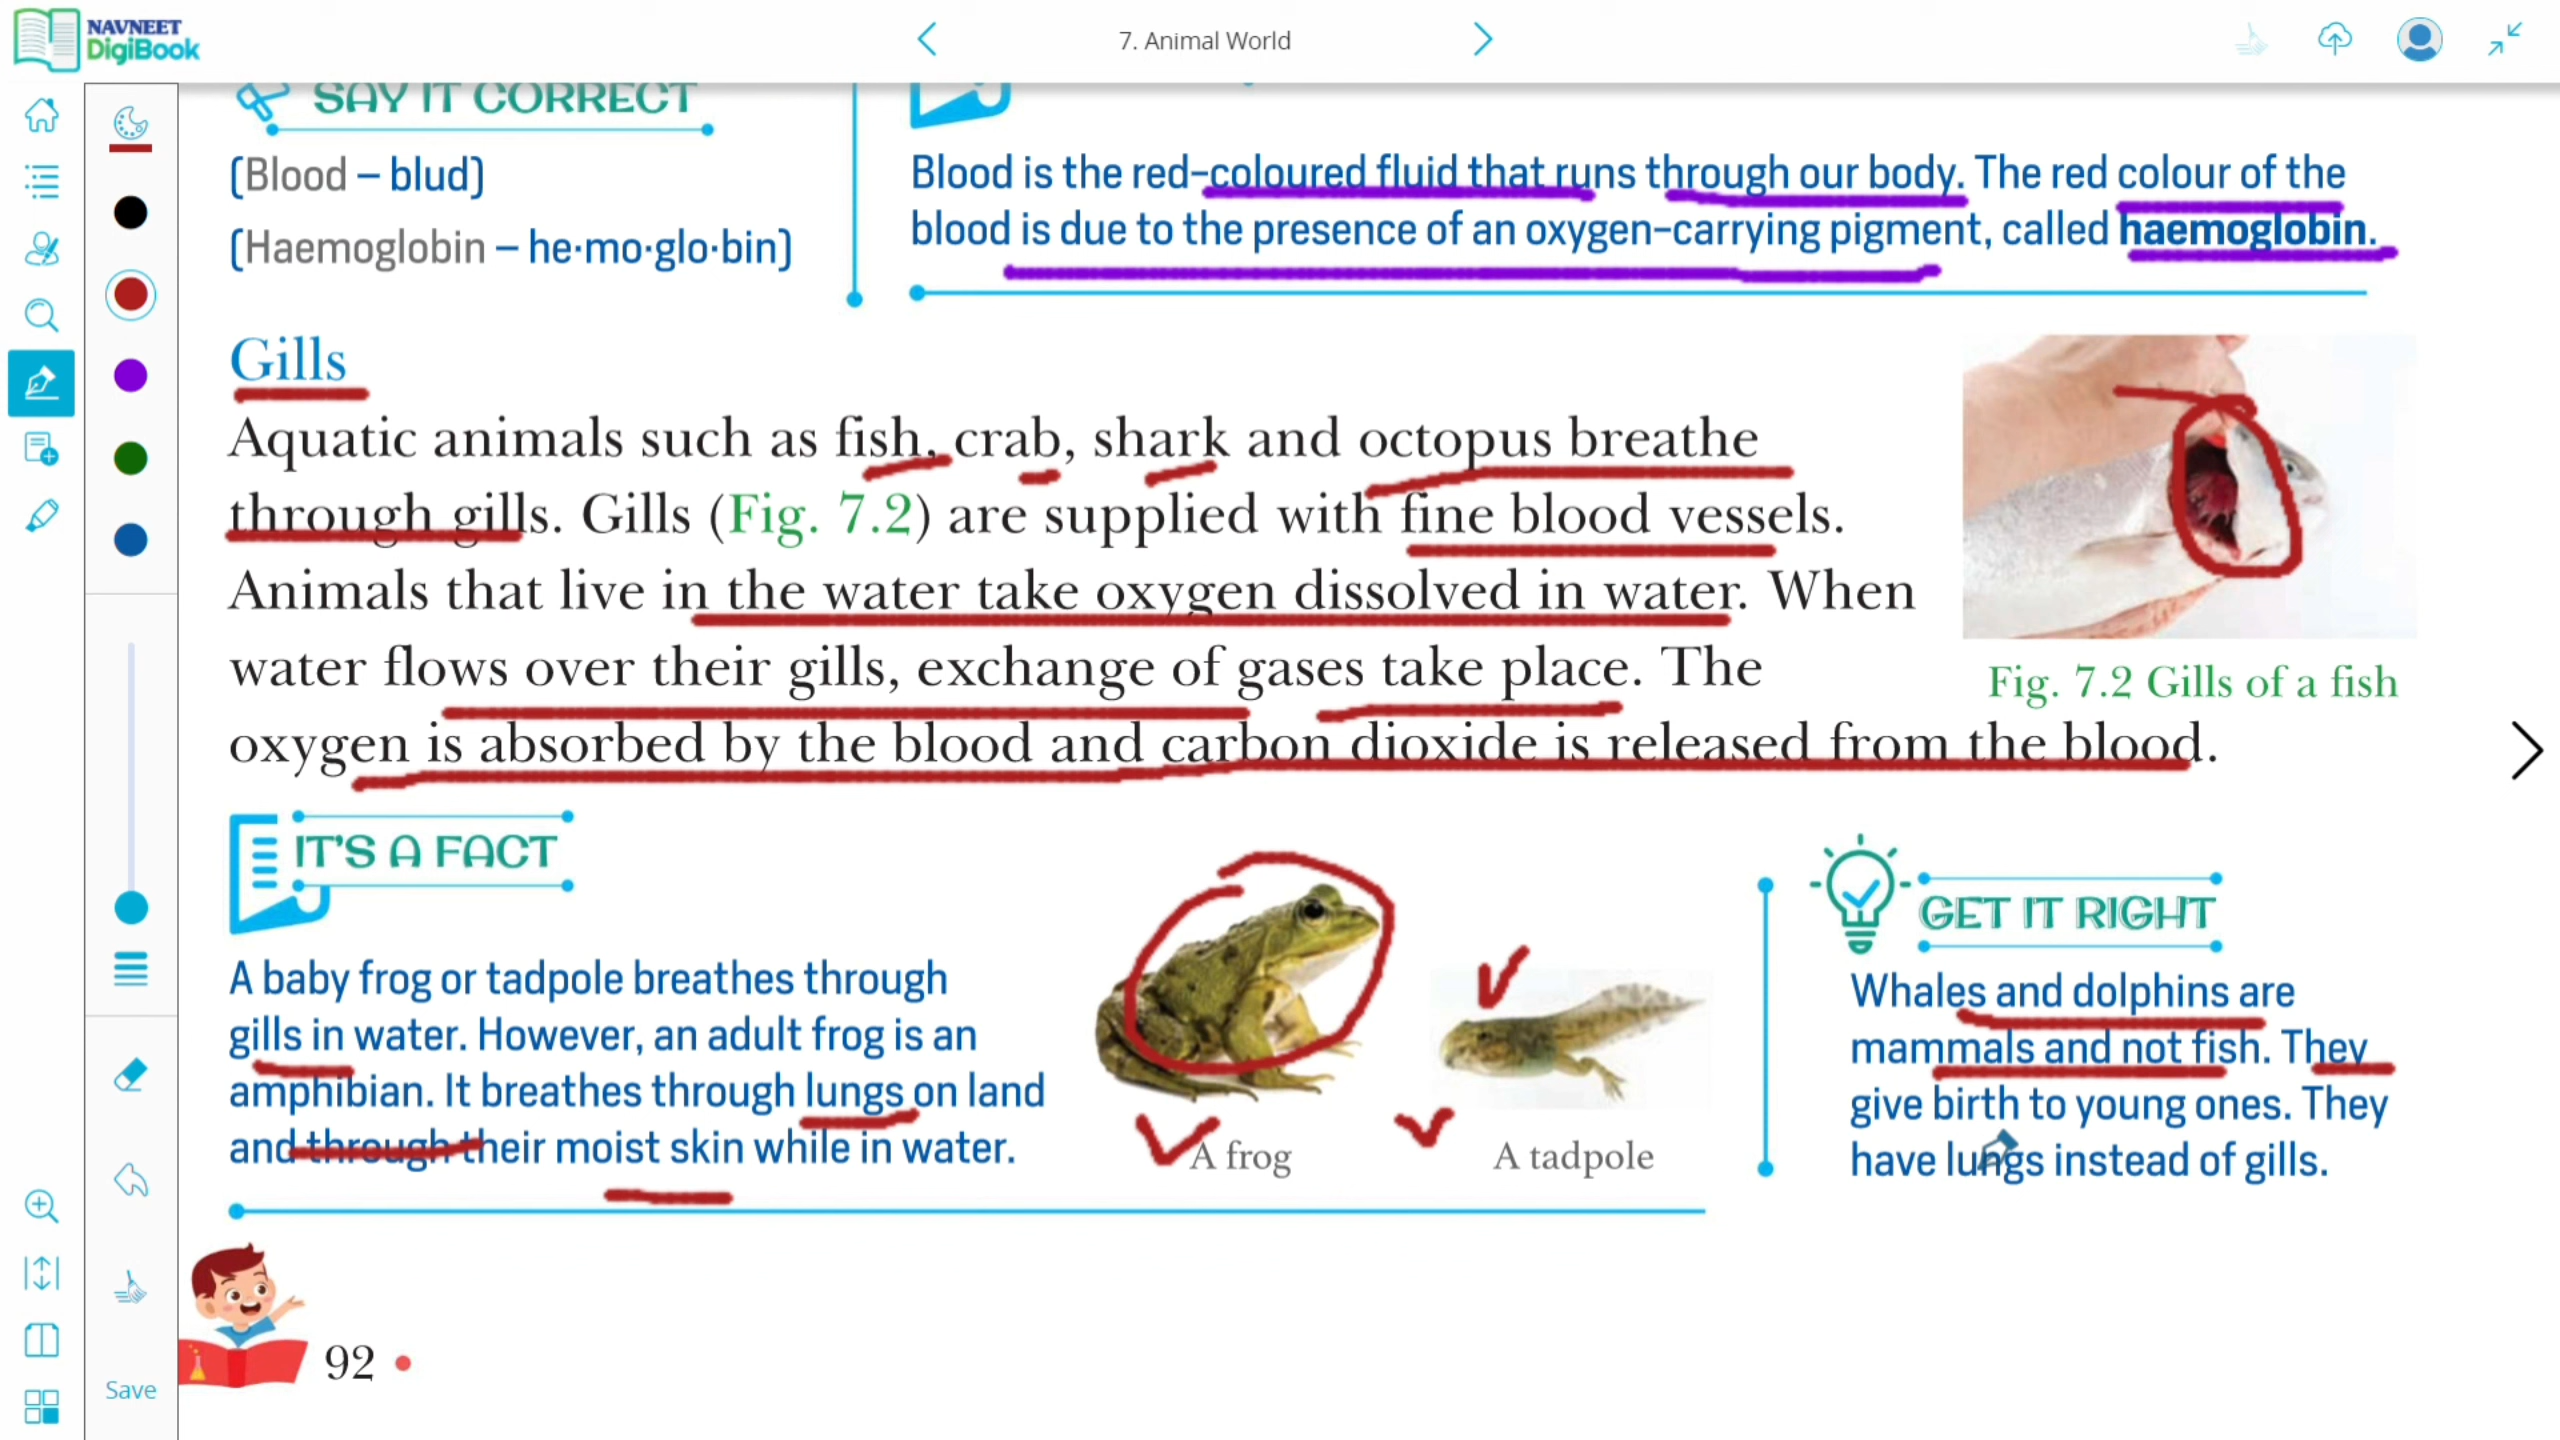 NAVNEET
DigiBook
7. Animal World
SAY IT CORRECT
(Blood – blud)
(Haemoglobin – he·mo·glo·bin)
Blood is the red-coloured fluid that runs through our body. The red colour of the
blood is due to the presence of an oxygen-carrying pigment, called haemoglobin.
Gills
Aquatic animals such as fish, crab, shark and octopus breathe
through gills. Gills (Fig. 7.2) are supplied with fine blood vessels.
Animals that live in the water take oxygen dissolved in water. When
water flows over their gills, exchange of gases take place. The
oxygen is absorbed by the blood and carbon dioxide is released from the blood.
Fig. 7.2 Gills of a fish
IT'S A FACT
A baby frog or tadpole breathes through
gills in water. However, an adult frog is an
amphibian. It breathes through lungs on land
and through their moist skin while in water.
A frog
A tadpole
GET IT RIGHT
Whales and dolphins are
mammals and not fish. They
give birth to young ones. They
have lungs instead of gills.
92
Save